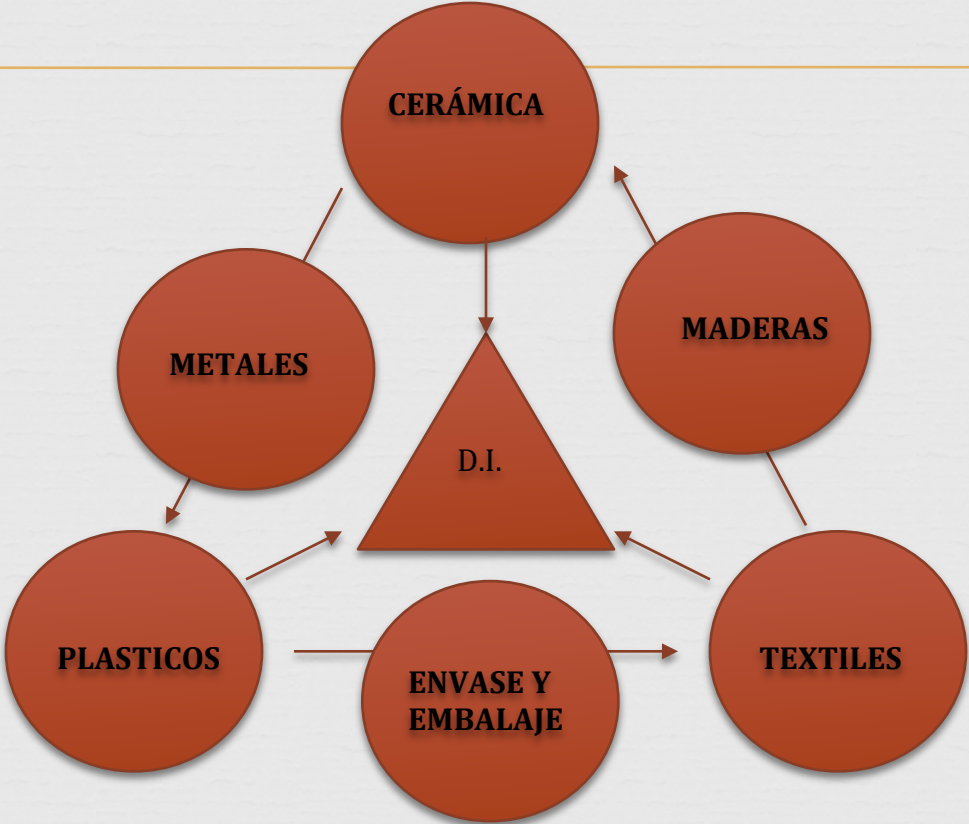 CERÁMICA
MADERAS
METALES
D.I.
PLASTICOS
TEXTILES
ENVASE Y
EMBALAJE